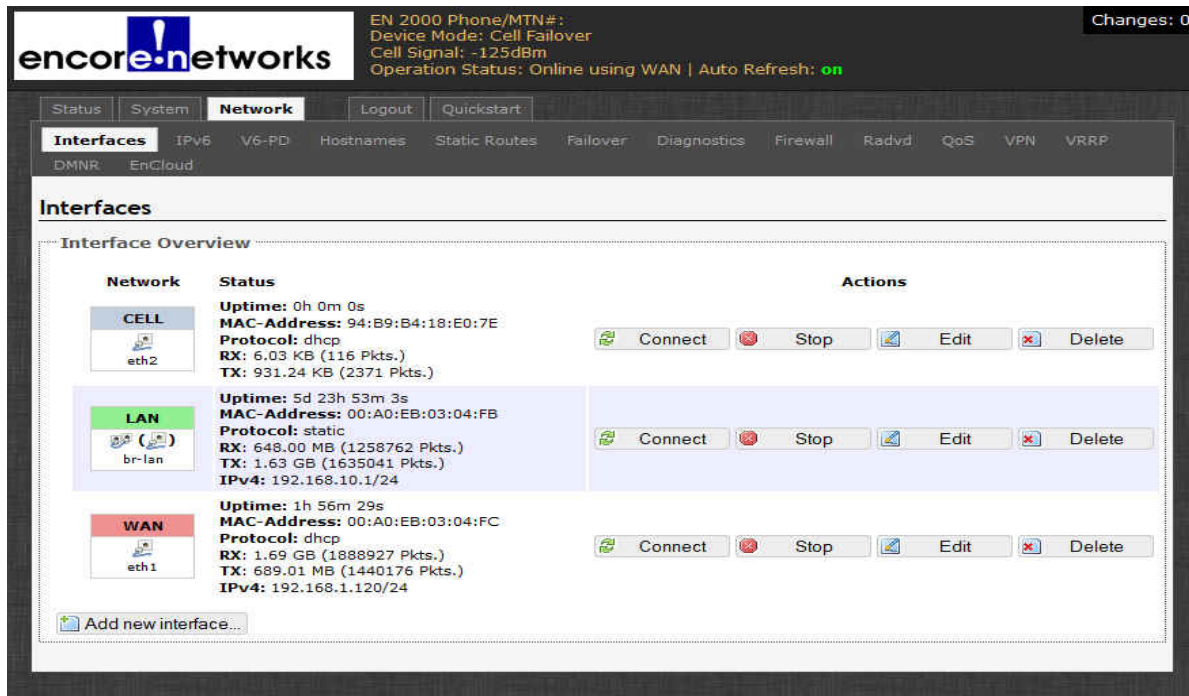 encore!networks
EN 2000 Phone/MTN#:
Device Mode: Cell Failover
Cell Signal: -125dBm
Operation Status: Online using WAN | Auto Refresh: on
Changes: 0
Status System Network Logout Quickstart
Interfaces IPv6 V6-PD Hostnames Static Routes Failover Diagnostics Firewall Radvd QoS VPN VRRP
DMNR EnCloud
Interfaces
Interface Overview
Network Status Actions
CELL
eth2
Uptime: 0h 0m 0s
MAC-Address: 94:B9:B4:18:E0:7E
Protocol: dhcp
RX: 6.03 KB (116 Pkts.)
TX: 931.24 KB (2371 Pkts.)
Connect Stop Edit Delete
LAN
( )
br-lan
Uptime: 5d 23h 53m 3s
MAC-Address: 00:A0:EB:03:04:FB
Protocol: static
RX: 648.00 MB (1258762 Pkts.)
TX: 1.63 GB (1635041 Pkts.)
IPv4: 192.168.10.1/24
Connect Stop Edit Delete
WAN
eth1
Uptime: 1h 56m 29s
MAC-Address: 00:A0:EB:03:04:FC
Protocol: dhcp
RX: 1.69 GB (1888927 Pkts.)
TX: 689.01 MB (1440176 Pkts.)
IPv4: 192.168.1.120/24
Connect Stop Edit Delete
Add new interface...